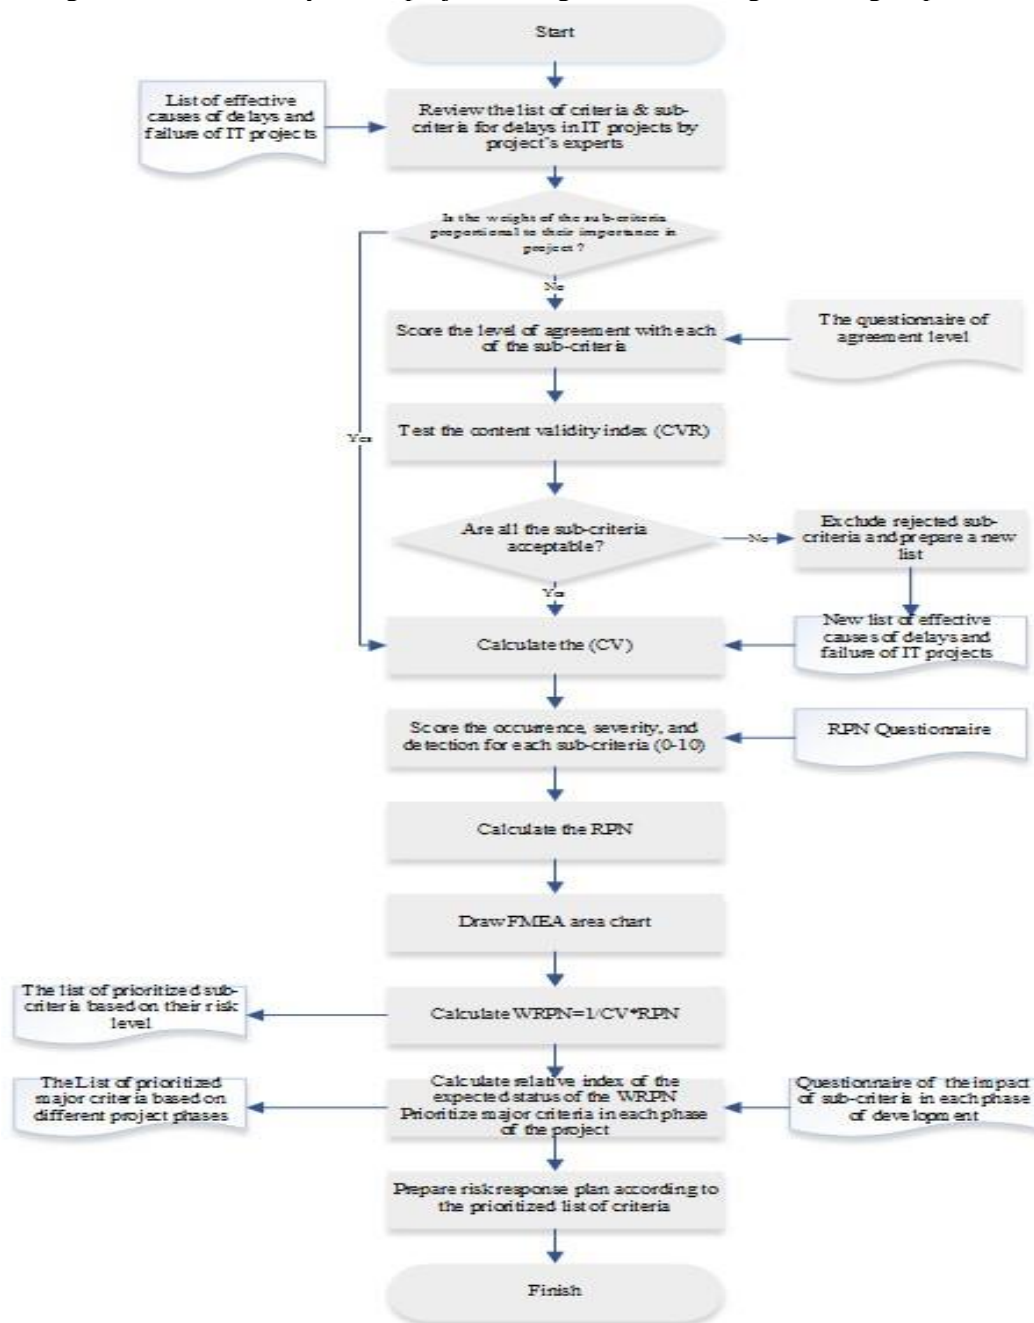 Start
List of effective
causes of delays and
failure of IT projects
Review the list of criteria & sub-
criteria for delays in IT projects by
project's experts
Is the weight of the sub-criteria
proportional to their importance in
project?
No
Yes
Score the level of agreement with each
of the sub-criteria
The questionnaire of
agreement level
Test the content validity index (CVR)
Are all the sub-criteria
acceptable?
No
Exclude rejected sub-
criteria and prepare a new
list
Yes
Calculate the (CV)
New list of effective
causes of delays and
failure of IT projects
Score the occurrence, severity, and
detection for each sub-criteria (0-10)
RPN Questionnaire
Calculate the RPN
Draw FMEA area chart
The list of prioritized sub-
criteria based on their risk
level
Calculate WRPN=1/CV*RPN
The List of prioritized
major criteria based on
different project phases
Calculate relative index of the
expected status of the WRPN
Prioritize major criteria in each phase
of the project
Questionnaire of the impact
of sub-criteria in each phase
of development
Prepare risk response plan according to
the prioritized list of criteria
Finish